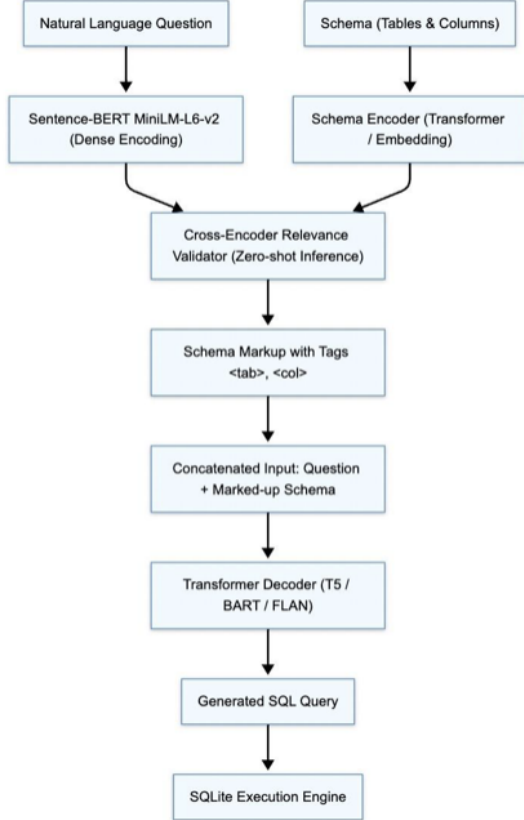 Natural Language Question
Schema (Tables & Columns)
Sentence-BERT MiniLM-L6-v2
(Dense Encoding)
Schema Encoder (Transformer
/ Embedding)
Cross-Encoder Relevance
Validator (Zero-shot Inference)
Schema Markup with Tags
<tab>, <col>
Concatenated Input: Question
+ Marked-up Schema
Transformer Decoder (T5 /
BART / FLAN)
Generated SQL Query
SQLite Execution Engine